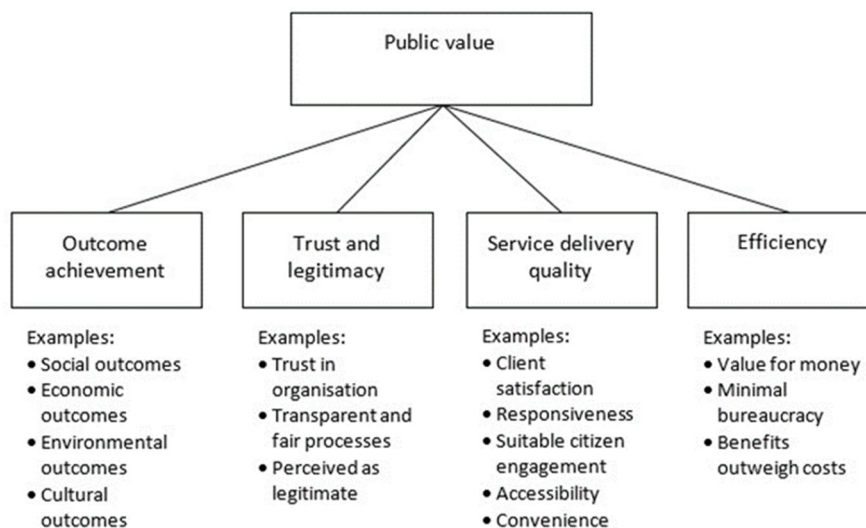 Public value
Outcome
achievement
Trust and
legitimacy
Service delivery
quality
Efficiency
Examples:
• Social outcomes
• Economic
outcomes
• Environmental
outcomes
• Cultural
outcomes
Examples:
• Trust in
organisation
• Transparent and
fair processes
• Perceived as
legitimate
Examples:
• Client
satisfaction
• Responsiveness
• Suitable citizen
engagement
• Accessibility
• Convenience
Examples:
• Value for money
• Minimal
bureaucracy
• Benefits
outweigh costs